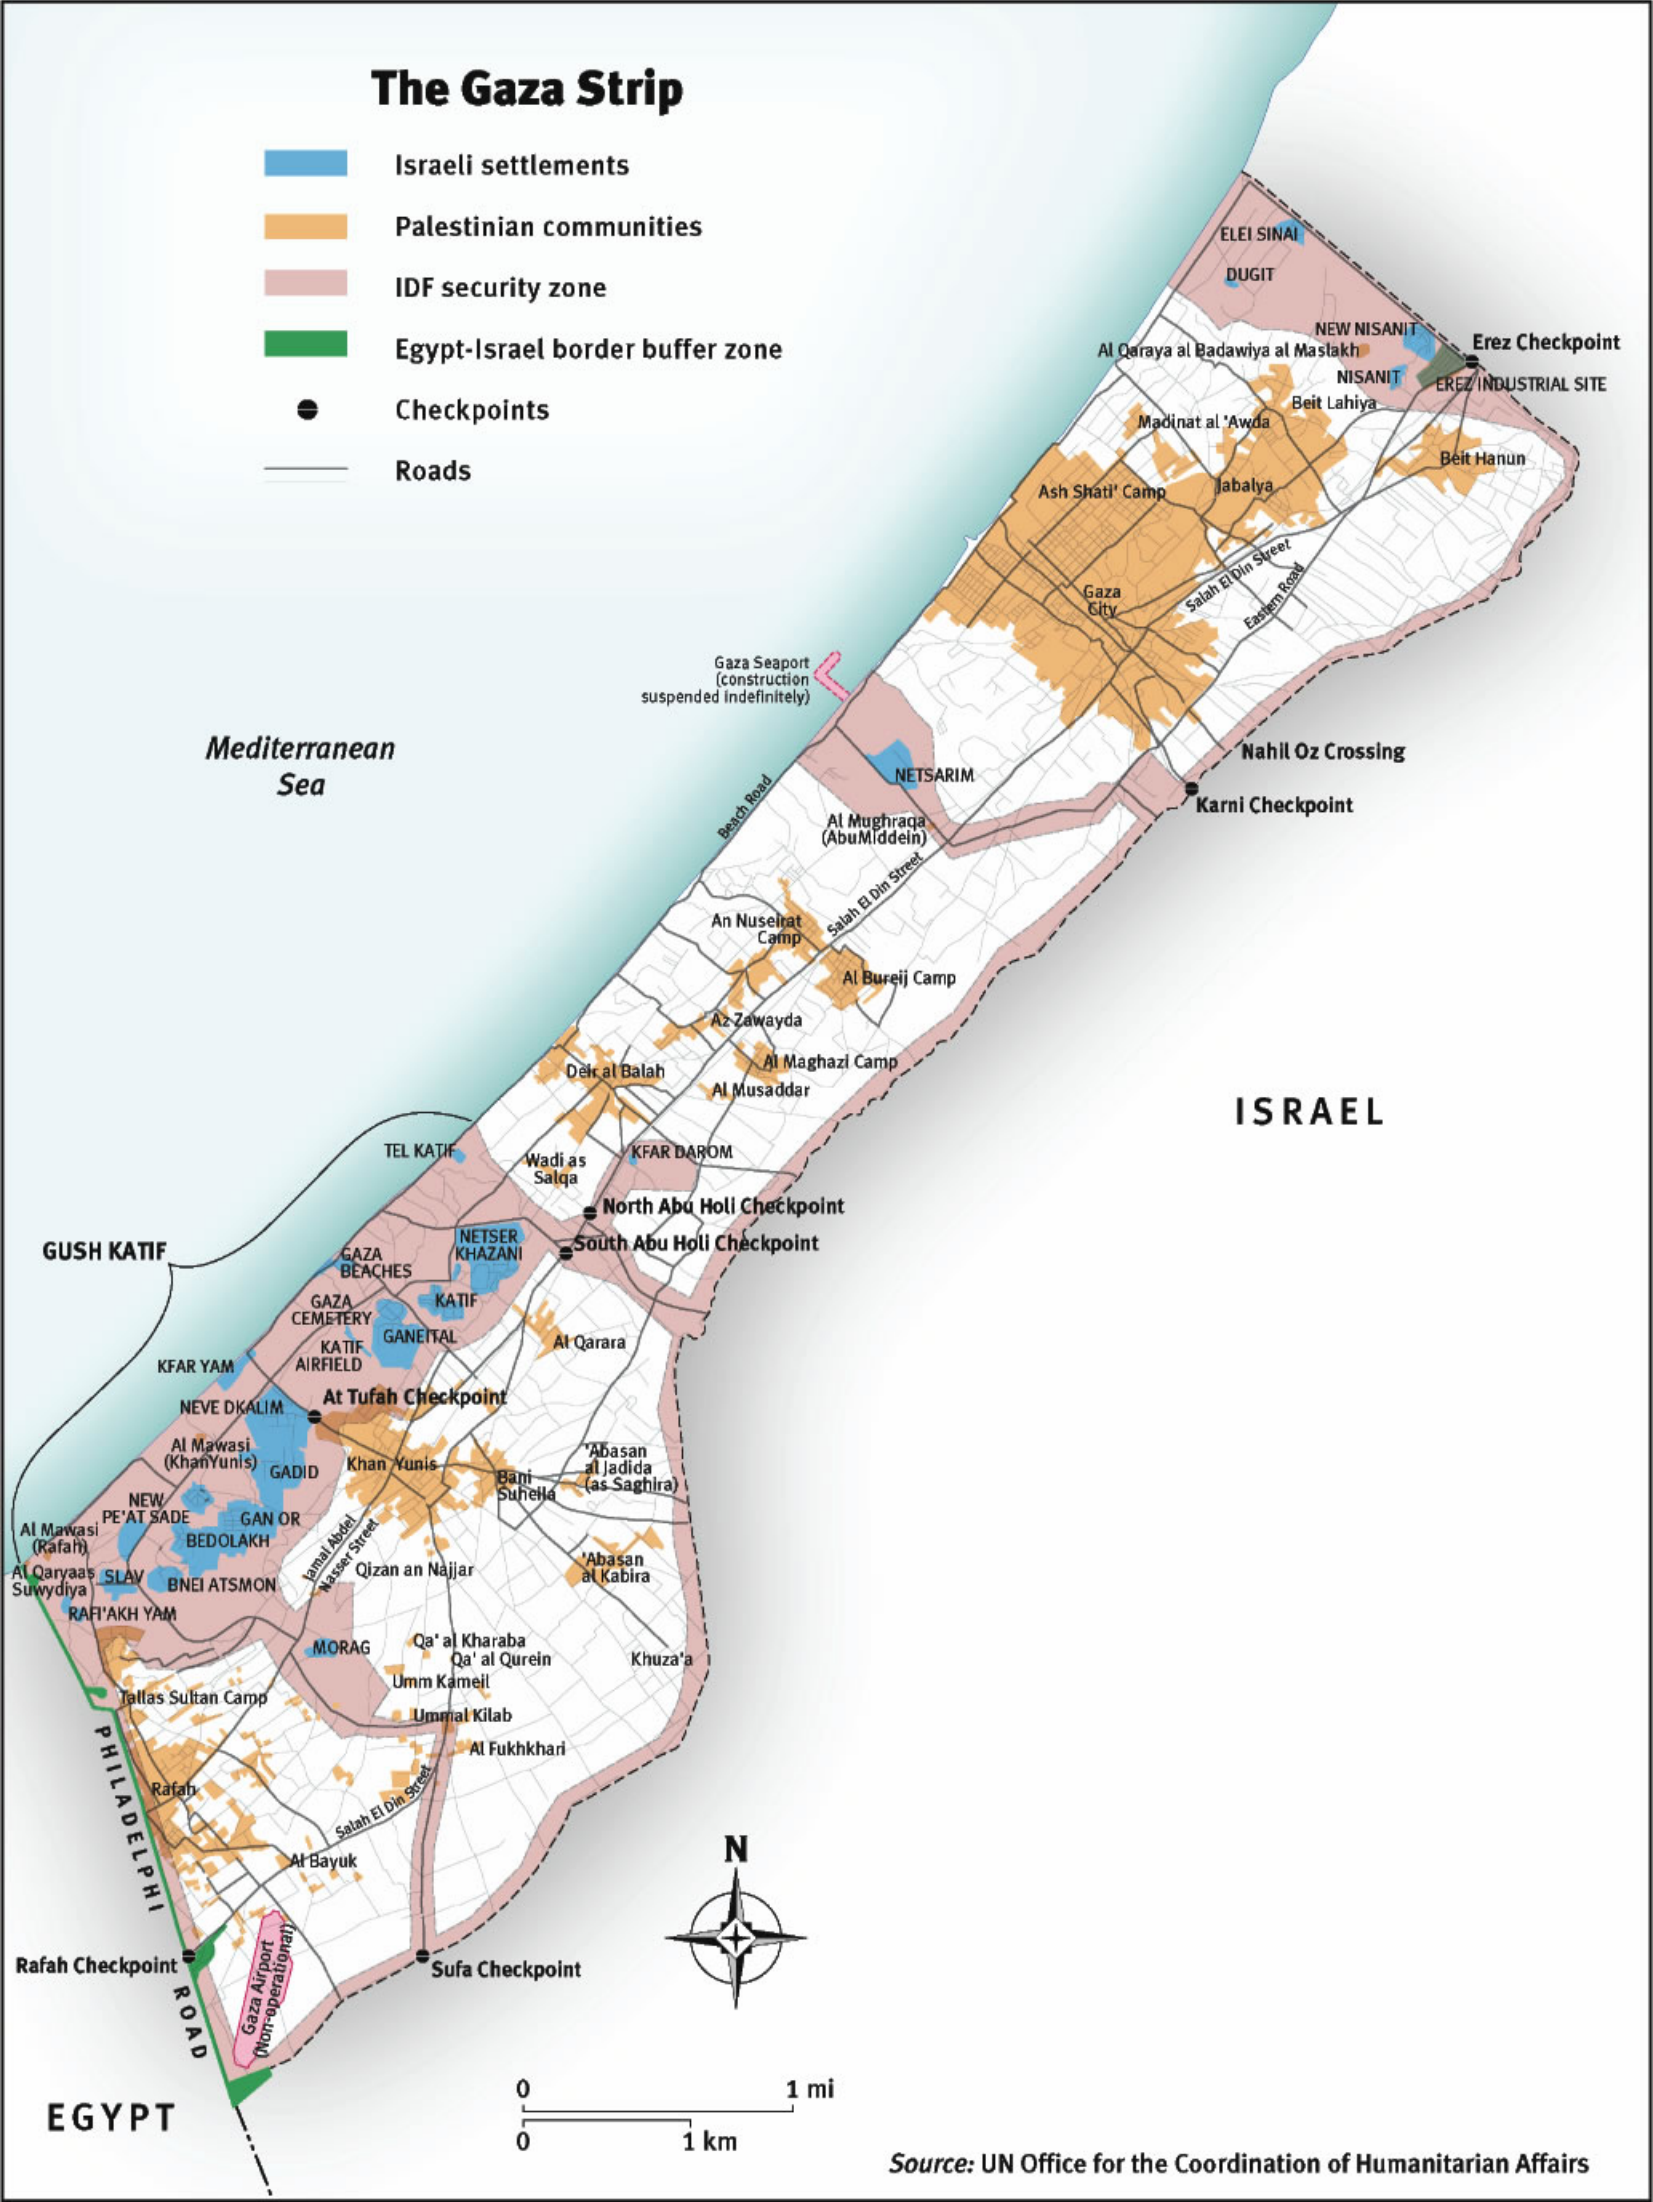 The Gaza Strip
Israeli settlements
Palestinian communities
IDF security zone
Egypt-Israel border buffer zone
Checkpoints
Roads
ELEI SINAI
DUGIT
NEW NISANIT
Erez Checkpoint
Al Qaraya al Badawiya al Maslakh
NISANIT
EREZ INDUSTRIAL SITE
Beit Lahiya
Madinat al 'Awda
Beit Hanun
Ash Shati' Camp
Jabalya
Salah El Din Street
Eastern Road
Gaza
City
Gaza Seaport
(construction
suspended indefinitely)
Mediterranean
Sea
Nahil Oz Crossing
NETSARIM
Karni Checkpoint
Beach Road
Al Mughraqa
(AbuMiddein)
Salah El Din Street
An Nuseirat
Camp
Al Bureij Camp
Az Zawayda
Al Maghazi Camp
Deir al Balah
Al Musaddar
ISRAEL
TEL KATIF
KFAR DAROM
Wadi as
Salqa
North Abu Holi Checkpoint
GUSH KATIF
NETSER
KHAZANI
South Abu Holi Checkpoint
GAZA
BEACHES
GAZA
CEMETERY
KATIF
GANEITAL
Al Qarara
KATIF
AIRFIELD
KFAR YAM
At Tufah Checkpoint
NEVE DKALIM
Al Mawasi
(KhanYunis)
GADID
Khan Yunis
Bani
Suheila
'Abasan
al Jadida
(as Saghira)
NEW
PE'AT SADE
GAN OR
Al Mawasi
(Rafah)
BEDOLAKH
Jamal Abdel
Nasser Street
Al Qaryaas
Suwydiya
SLAV
BNEI ATSMON
Qizan an Najjar
'Abasan
al Kabira
RAFI'AKH YAM
MORAG
Qa' al Kharaba
Qa' al Qurein
Khuza'a
Umm Kameil
Tallas Sultan Camp
Ummal Kilab
Al Fukhkhari
PHILADELPHI ROAD
Rafah
Salah El Din Street
Al Bayuk
N
Rafah Checkpoint
Gaza Airport
(Non-operational)
Sufa Checkpoint
EGYPT
0 1 mi
0 1 km
Source: UN Office for the Coordination of Humanitarian Affairs